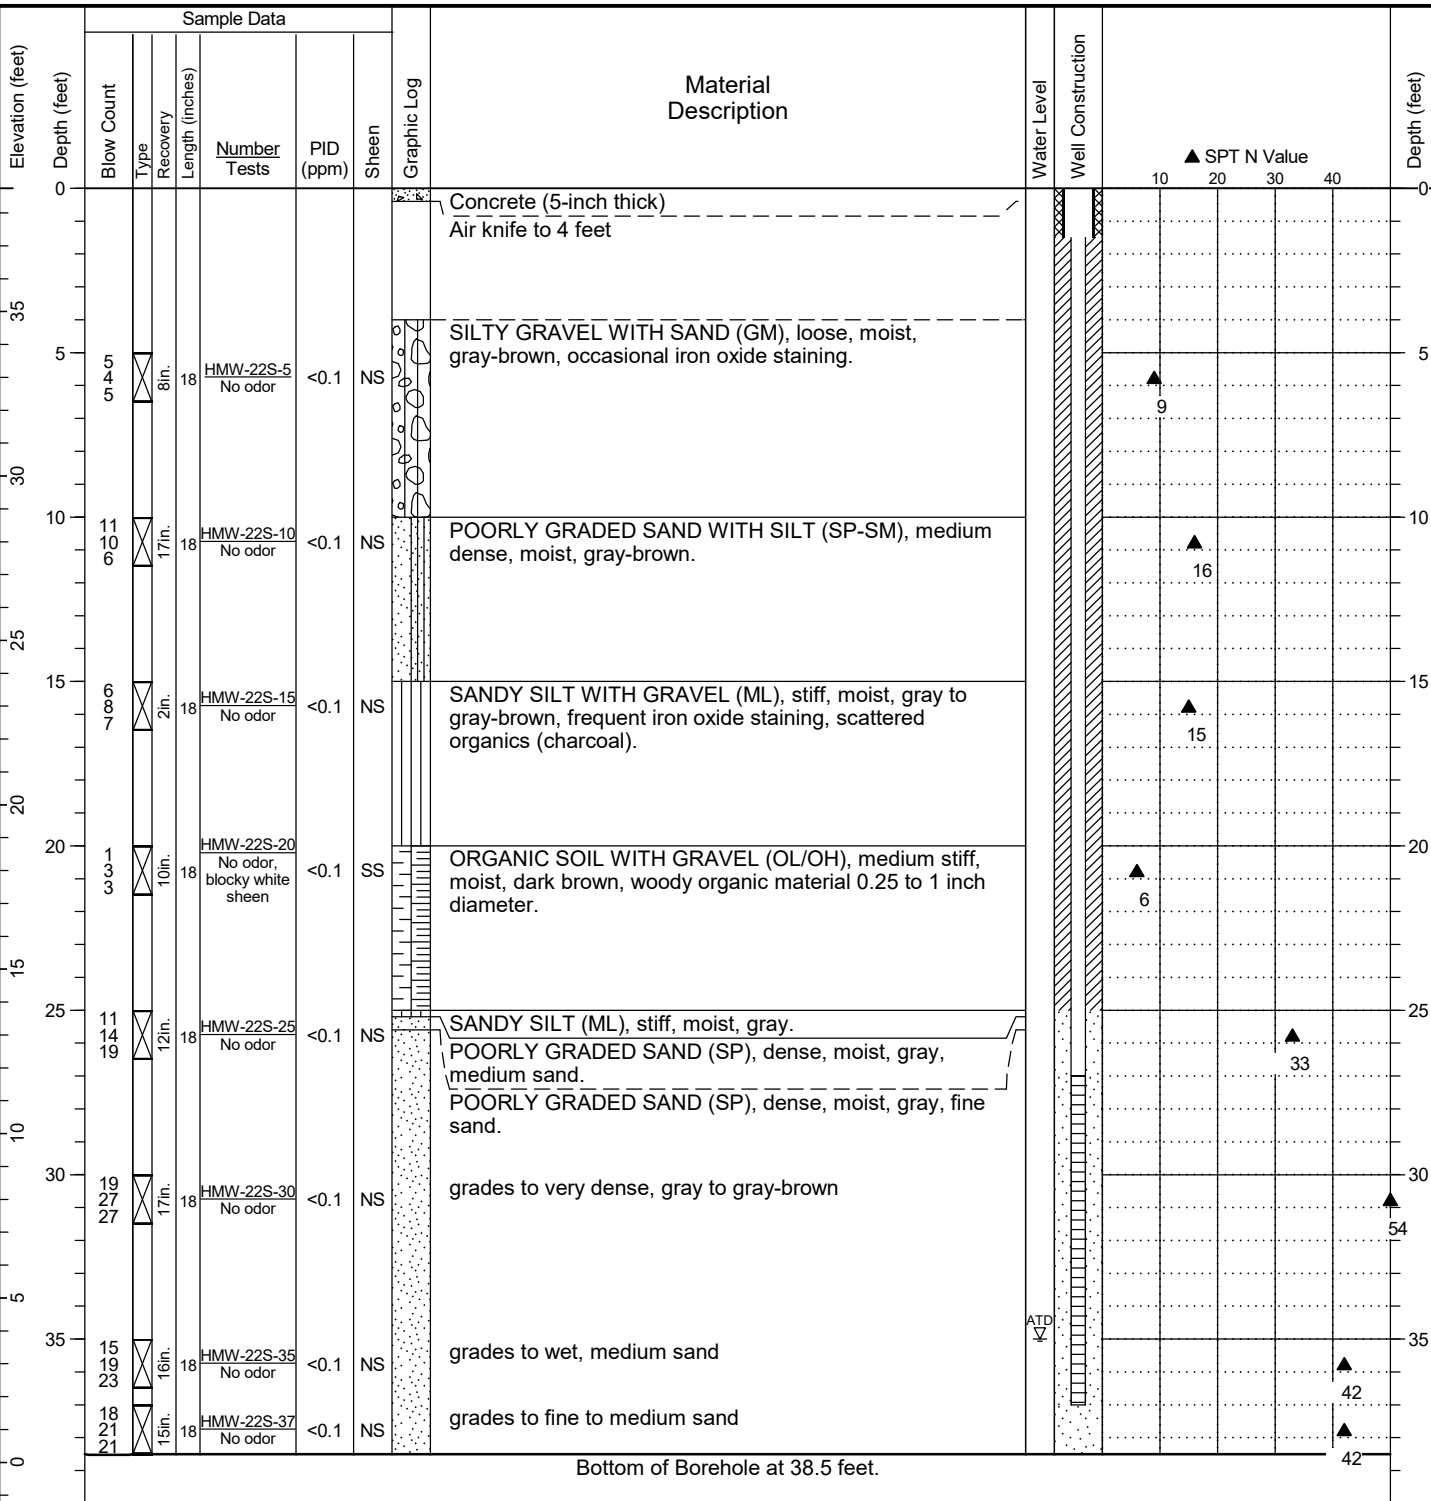 Sample Data
Elevation (feet)
Depth (feet)
Blow Count
Type
Recovery
Length (inches)
Number
Tests
PID
(ppm)
Sheen
Graphic Log
Material
Description
Water Level
Well Construction
▲ SPT N Value
10 20 30 40
Depth (feet)
0
Concrete (5-inch thick)
Air knife to 4 feet
0
35
SILTY GRAVEL WITH SAND (GM), loose, moist,
gray-brown, occasional iron oxide staining.
5
5
4
5
8in.
18
HMW-22S-5
No odor
<0.1
NS
9
5
30
10
11
10
6
17in.
18
HMW-22S-10
No odor
<0.1
NS
POORLY GRADED SAND WITH SILT (SP-SM), medium
dense, moist, gray-brown.
16
10
25
15
6
8
7
2in.
18
HMW-22S-15
No odor
<0.1
NS
SANDY SILT WITH GRAVEL (ML), stiff, moist, gray to
gray-brown, frequent iron oxide staining, scattered
organics (charcoal).
15
15
20
20
1
3
3
10in.
18
HMW-22S-20
No odor,
blocky white
sheen
<0.1
SS
ORGANIC SOIL WITH GRAVEL (OL/OH), medium stiff,
moist, dark brown, woody organic material 0.25 to 1 inch
diameter.
6
20
15
25
11
14
19
12in.
18
HMW-22S-25
No odor
<0.1
NS
SANDY SILT (ML), stiff, moist, gray.
POORLY GRADED SAND (SP), dense, moist, gray,
medium sand.
POORLY GRADED SAND (SP), dense, moist, gray, fine
sand.
33
25
10
30
19
27
27
17in.
18
HMW-22S-30
No odor
<0.1
NS
grades to very dense, gray to gray-brown
54
30
5
35
15
19
23
16in.
18
HMW-22S-35
No odor
<0.1
NS
grades to wet, medium sand
ATD
42
35
18
21
21
15in.
18
HMW-22S-37
No odor
<0.1
NS
grades to fine to medium sand
42
0
Bottom of Borehole at 38.5 feet.